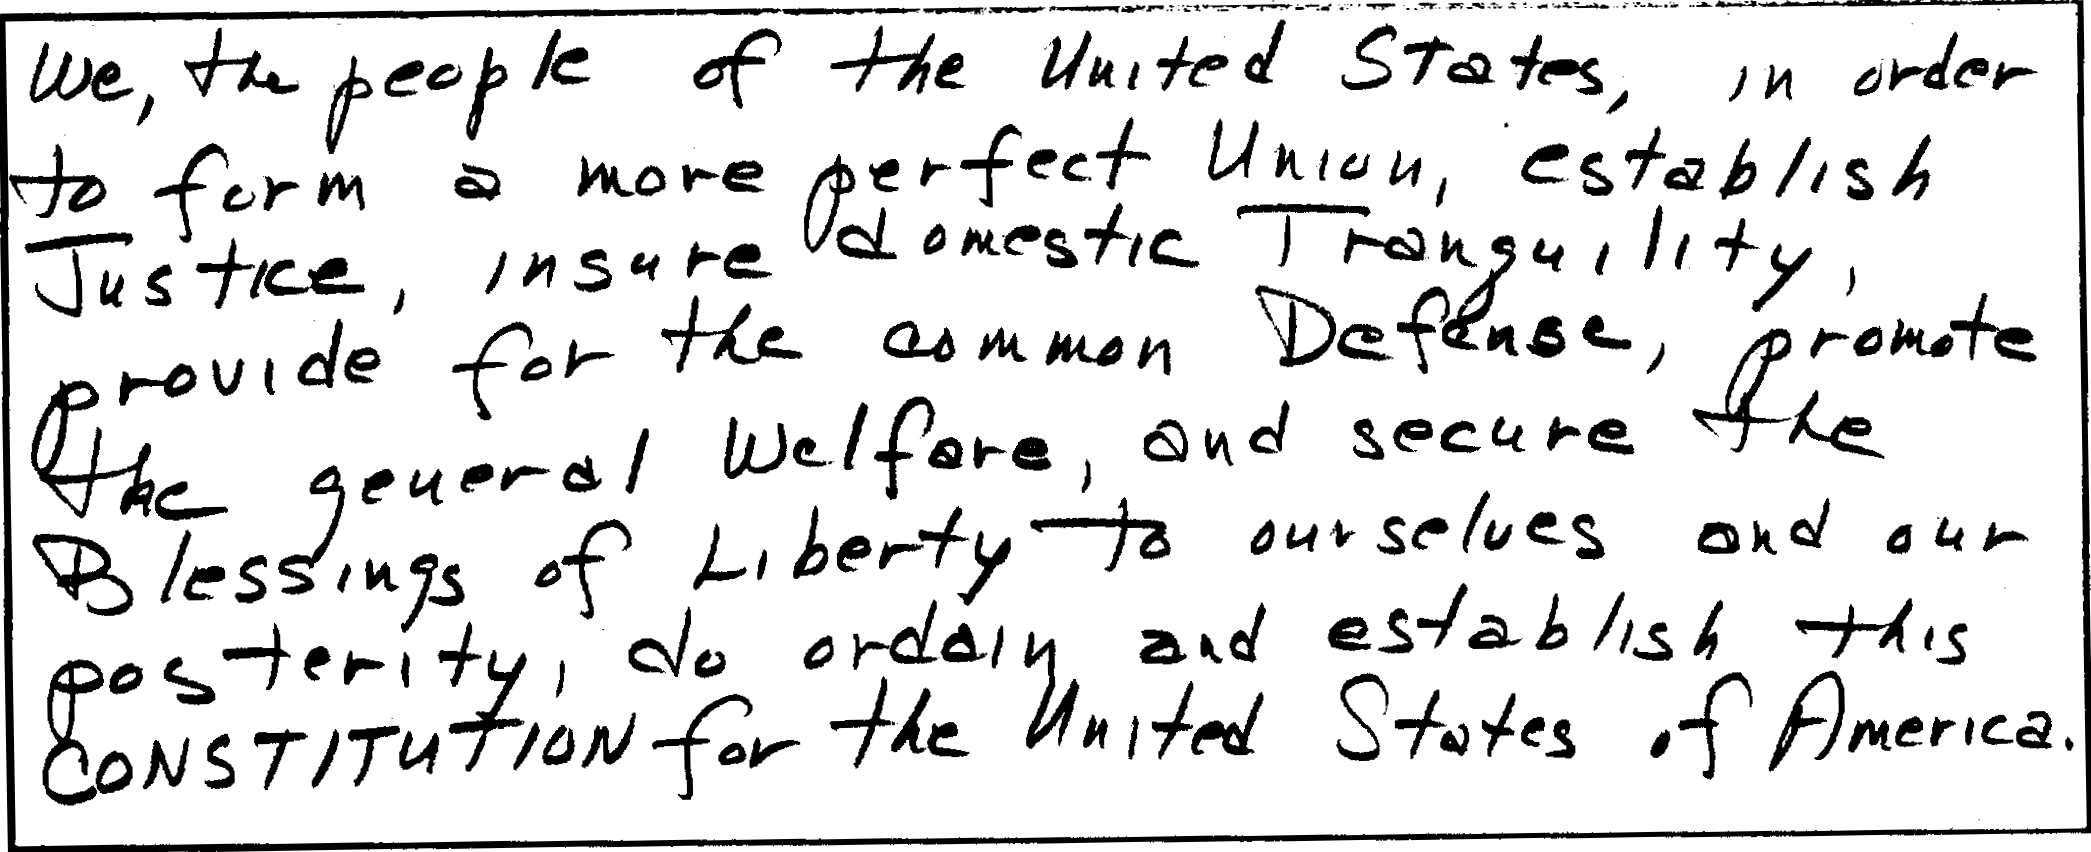 We, the people of the United States, in order
to form a more perfect Union, establish
Justice, insure domestic Tranquility,
provide for the common Defense, promote
the general Welfare, and secure the
Blessings of Liberty to ourselves and our
posterity, do ordain and establish this
CONSTITUTION for the United States of America.